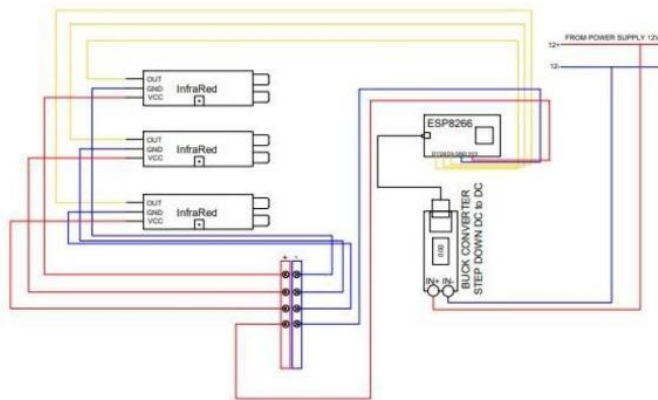 FROM POWER SUPPLY 12V
12+
12-
OUT
GND
VCC
InfraRed
OUT
GND
VCC
InfraRed
OUT
GND
VCC
InfraRed
ESP8266
BUCK CONVERTER
STEP DOWN DC to DC
IN+ IN-
+ -